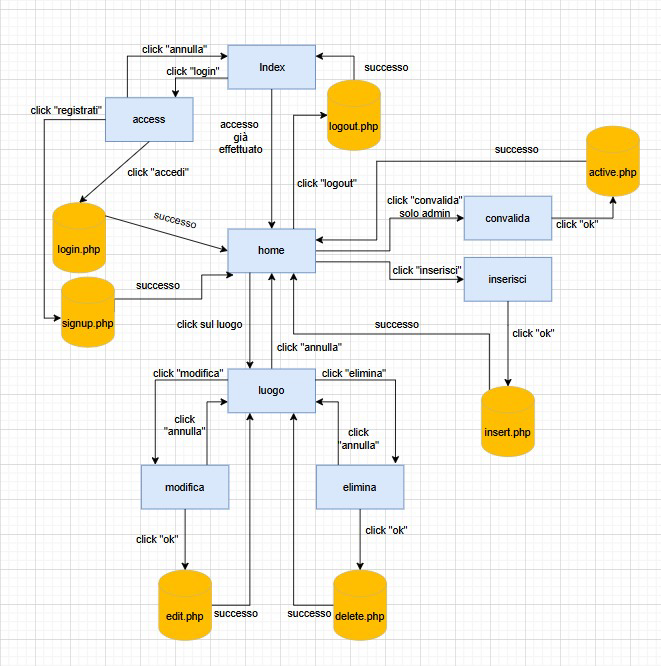 click "annulla"
Index
successo
click "login"
click "registrati"
access
accesso
già
effettuato
logout.php
successo
active.php
click "accedi"
click "logout"
click "convalida"
solo admin
convalida
click "ok"
successo
login.php
home
click "inserisci"
inserisci
successo
signup.php
click sul luogo
successo
click "ok"
click "annulla"
click "modifica"
luogo
click "elimina"
click
"annulla"
click
"annulla"
insert.php
modifica
elimina
click "ok"
click "ok"
edit.php
successo
successo
delete.php